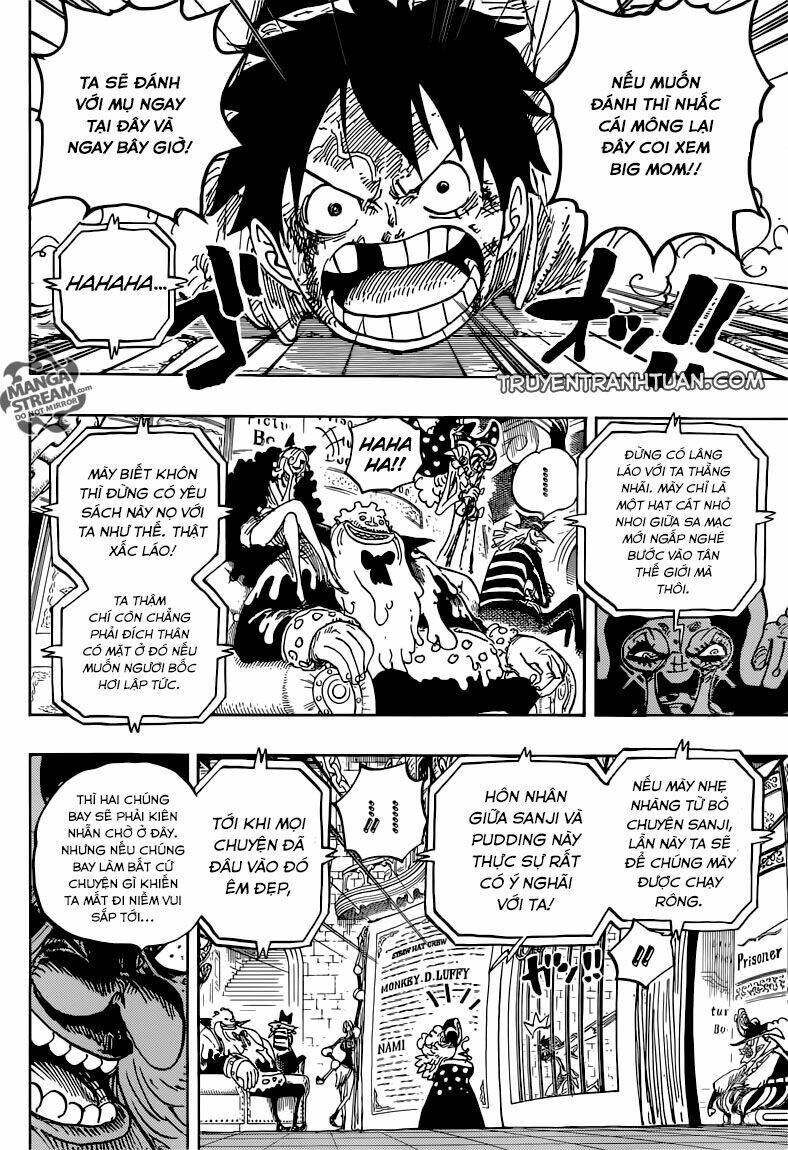 NẾU MUỐN
ĐÁNH THÌ NHẤC
CÁI MÔNG LẠI
ĐÂY COI XEM
BIG MOM!!
TA SẼ ĐÁNH
VỚI MỤ NGAY
TẠI ĐÂY VÀ
NGAY BÂY GIỜ!
HAHAHA...
MANGA
STREAM.com
DO NOT MIRROR
TRUYENTRANHTUAN.COM
ĐỪNG CÓ LÂNG
LÁO VỚI TA THẰNG
NHÃI. MÀY CHỈ LÀ
MỘT HẠT CÁT NHỎ
NHOI GIỮA SA MẠC
MỚI NGẤP NGHÉ
BƯỚC VÀO TÂN
THẾ GIỚI MÀ
THÔI.
HAHA
HA!!
MÀY BIẾT KHÔN
THÌ ĐỪNG CÓ YÊU
SÁCH NÀY NỌ VỚI
TA NHƯ THẾ. THẬT
XẤC LÁO!
TA THẬM
CHÍ CÒN CHẲNG
PHẢI ĐÍCH THÂN
CÓ MẶT Ở ĐÓ NẾU
MUỐN NGƯƠI BỐC
HƠI LẬP TỨC.
NẾU MÀY NHẸ
NHÀNG TỪ BỎ
CHUYỆN SANJI,
LẦN NÀY TA SẼ
ĐỂ CHÚNG MÀY
ĐƯỢC CHẠY
RÔNG.
HÔN NHÂN
GIỮA SANJI VÀ
PUDDING NÀY
THỰC SỰ RẤT
CÓ Ý NGHÃI
VỚI TA!
!!
TỚI KHI MỌI
CHUYỆN ĐÃ
ĐÂU VÀO ĐÓ
ÊM ĐẸP,
THÌ HAI CHÚNG
BAY SẼ PHẢI KIÊN
NHẪN CHỜ Ở ĐÂY.
NHƯNG NẾU CHÚNG
BAY LÀM BẤT CỨ
CHUYỆN GÌ KHIẾN
TA MẤT ĐI NIỀM VUI
SẮP TỚI...
MONKEY.D.LUFFY
NAMI
Prisoner